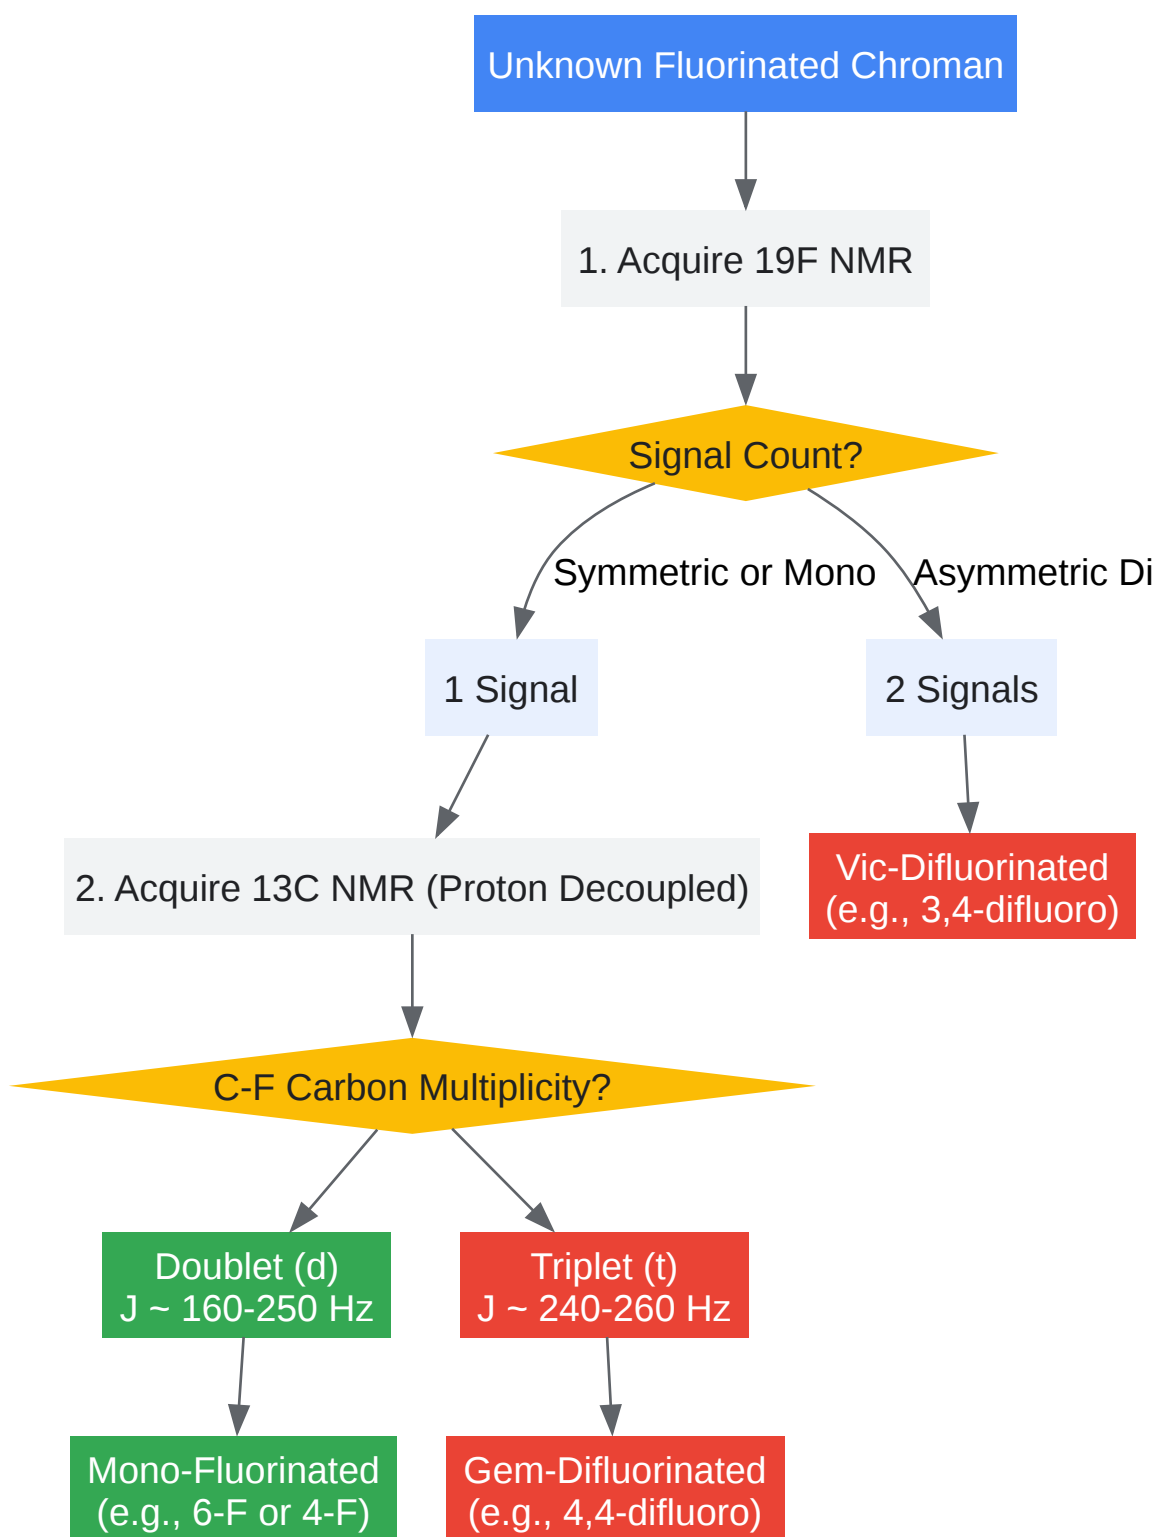 Unknown Fluorinated Chroman
1. Acquire 19F NMR
Signal Count?
Symmetric or Mono
Asymmetric Di
1 Signal
2 Signals
2. Acquire 13C NMR (Proton Decoupled)
Vic-Difluorinated
(e.g., 3,4-difluoro)
C-F Carbon Multiplicity?
Doublet (d)
J ~ 160-250 Hz
Triplet (t)
J ~ 240-260 Hz
Mono-Fluorinated
(e.g., 6-F or 4-F)
Gem-Difluorinated
(e.g., 4,4-difluoro)